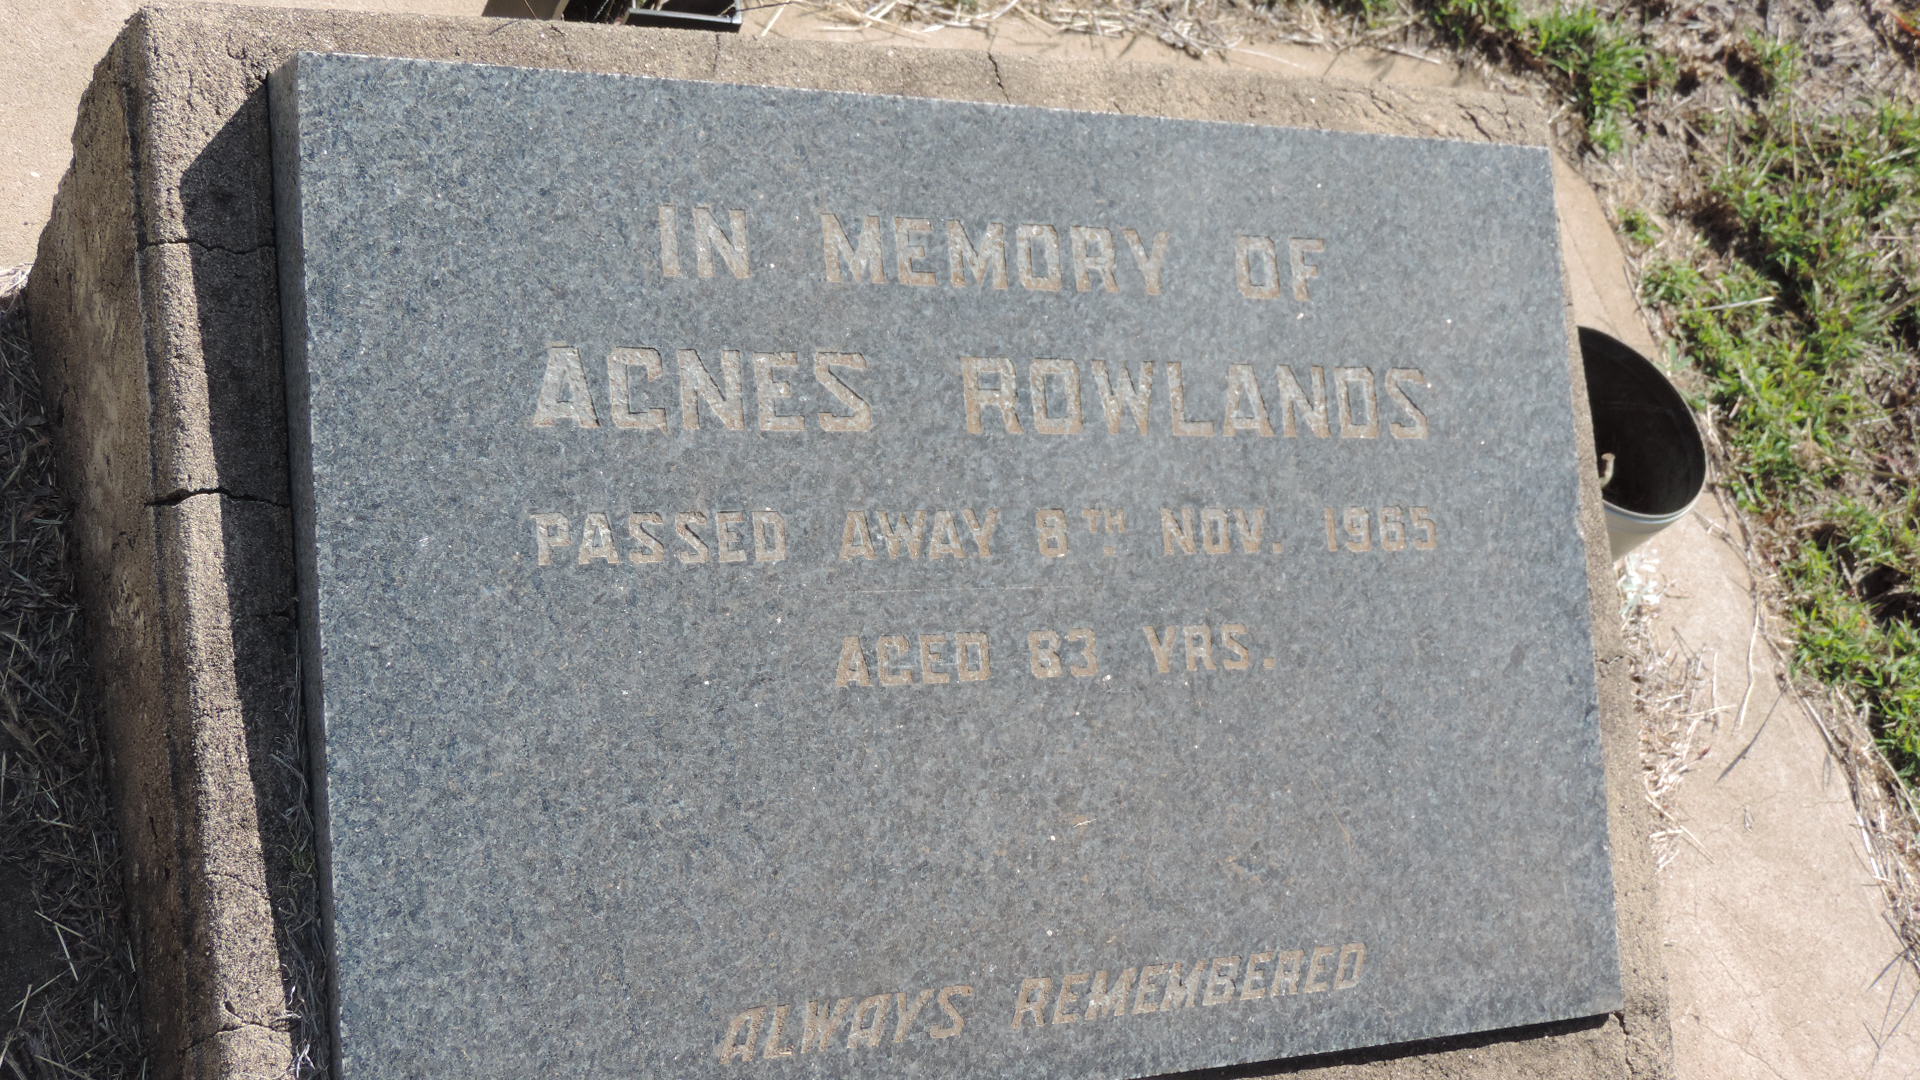 IN MEMORY OF
AGNES ROWLANDS
PASSED AWAY 8TH. NOV. 1965
AGED 83 YRS.
ALWAYS REMEMBERED